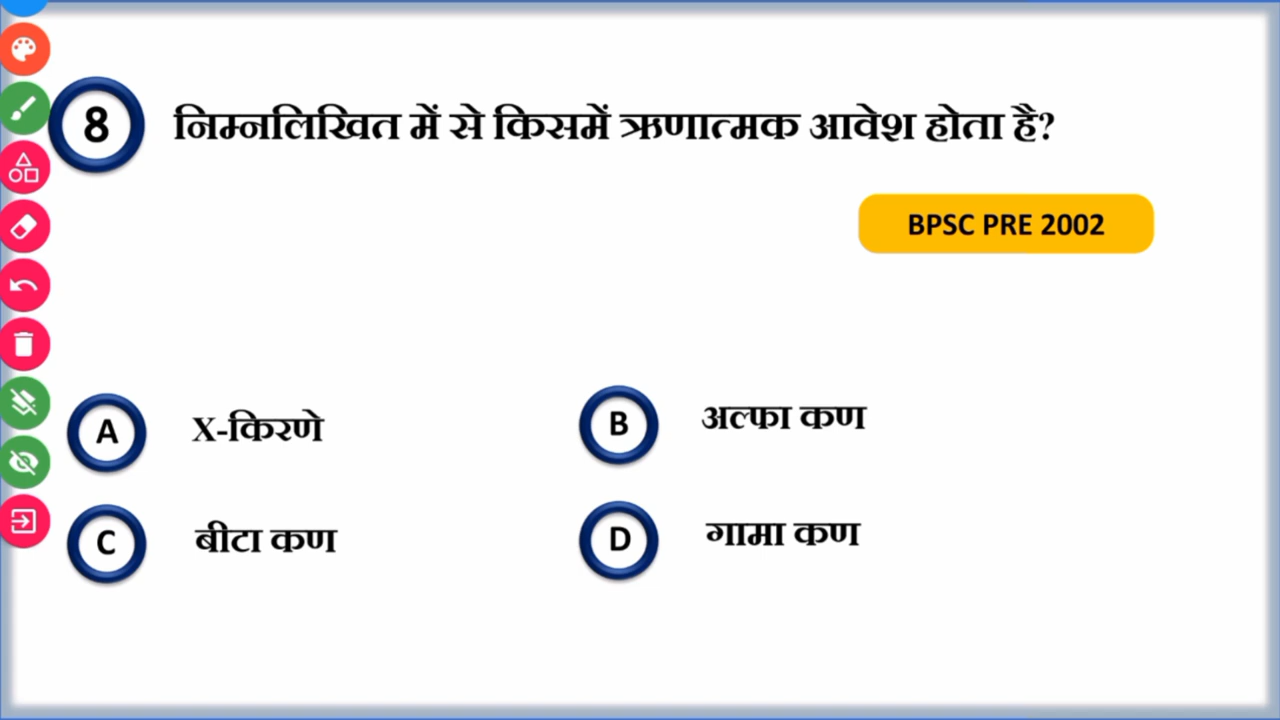 8 निम्नलिखित में से किसमें ऋणात्मक आवेश होता है?
BPSC PRE 2002
A X-किरणे
B अल्फा कण
C बीटा कण
D गामा कण